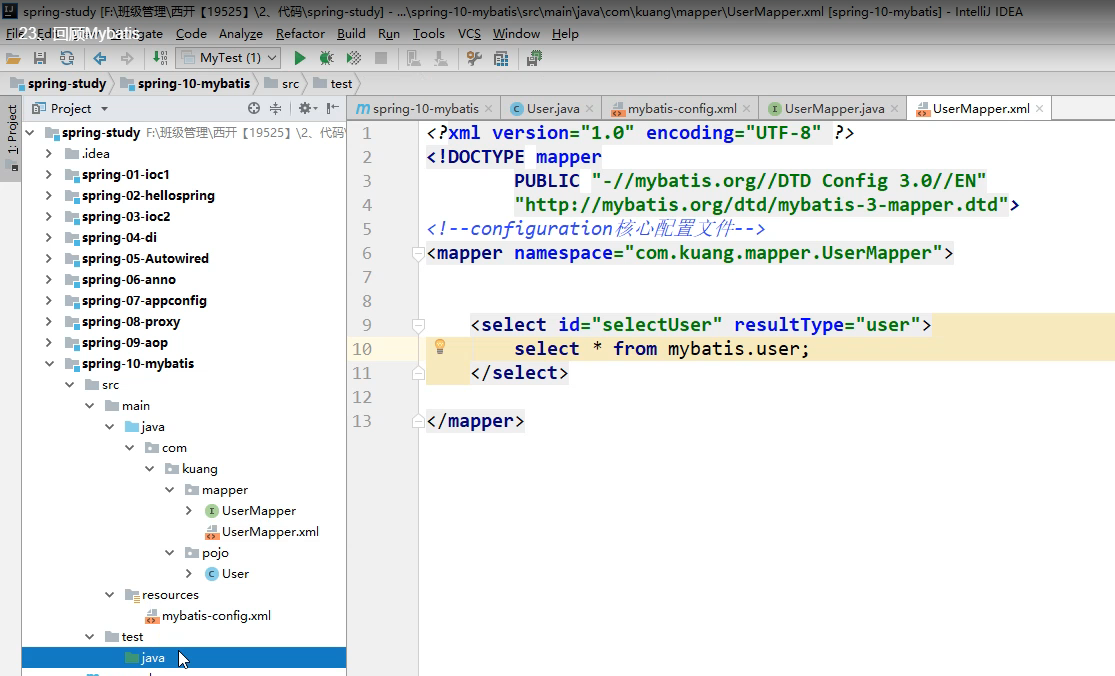 spring-study [F:\班级管理\西开【19525】\2、代码\spring-study] - ...\spring-10-mybatis\src\main\java\com\kuang\mapper\UserMapper.xml [spring-10-mybatis] - IntelliJ IDEA
23、回顾Mybatis
Code Analyze Refactor Build Run Tools VCS Window Help
MyTest (1)
spring-study spring-10-mybatis src test
Project
spring-10-mybatis User.java mybatis-config.xml UserMapper.java UserMapper.xml
1: Project
spring-study F:\班级管理\西开【19525】\2、代码
.idea
spring-01-ioc1
spring-02-hellospring
spring-03-ioc2
spring-04-di
spring-05-Autowired
spring-06-anno
spring-07-appconfig
spring-08-proxy
spring-09-aop
spring-10-mybatis
src
main
java
com
kuang
mapper
UserMapper
UserMapper.xml
pojo
User
resources
mybatis-config.xml
test
java
1 <?xml version="1.0" encoding="UTF-8" ?>
2 <!DOCTYPE mapper
3 PUBLIC "-//mybatis.org//DTD Config 3.0//EN"
4 "http://mybatis.org/dtd/mybatis-3-mapper.dtd">
5 <!--configuration核心配置文件-->
6 <mapper namespace="com.kuang.mapper.UserMapper">
7
8
9 <select id="selectUser" resultType="user">
10 select * from mybatis.user;
11 </select>
12
13 </mapper>